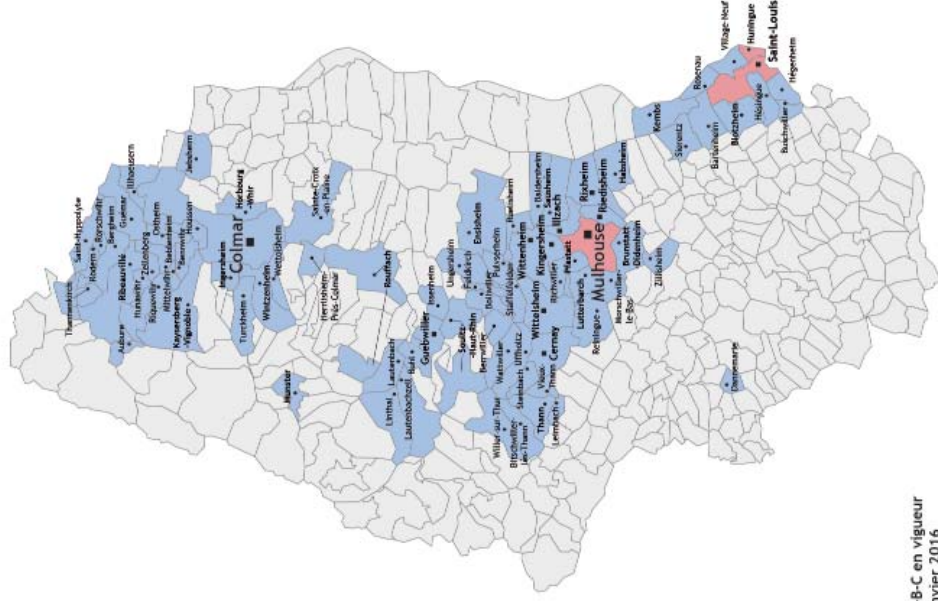 Saint-Hippolyte
Rodern
Rorschwihr
Bergheim
Thannenkirch
Illhaeusern
Guémar
Ribeauvillé
Aubure
Hunawihr
Zellenberg
Ostheim
Riquewihr
Mittelwihr
Beblenheim
Bennwihr
Houssen
Kaysersberg
-Vignoble
Jebsheim
Ingersheim
Colmar
Horbourg
-Wihr
Turckheim
Wintzenheim
Wettolsheim
Sainte-Croix
-en-Plaine
Herrlisheim-
Près-Colmar
Munster
Rouffach
Linthal
Lautenbach
Lautenbachzell
Buhl
Guebwiller
Issenheim
Soultz
-Haut-Rhin
Ungersheim
Feldkirch
Ensisheim
Bollwiller
Berrwiller
Pulversheim
Ruelisheim
Staffelfelden
Wittenheim
Wattwiller
Uffholtz
Willer-sur-Thur
Bitschwiller
-lès-Thann
Steinbach
Vieux-
Thann
Thann
Leimbach
Cernay
Wittelsheim
Kingersheim
Richwiller
Pfastatt
Illzach
Baldersheim
Sausheim
Rixheim
Riedisheim
Habsheim
Lutterbach
Mulhouse
Reiningue
Morschwiller-
le-Bas
Brunstatt
Didenheim
Zillisheim
Dannemarie
Kembs
Sierentz
Bartenheim
Rosenau
Village-Neuf
Huningue
Saint-Louis
Blotzheim
Hésingue
Hégenheim
Buschwiller
-B-C en vigueur
nvier 2016